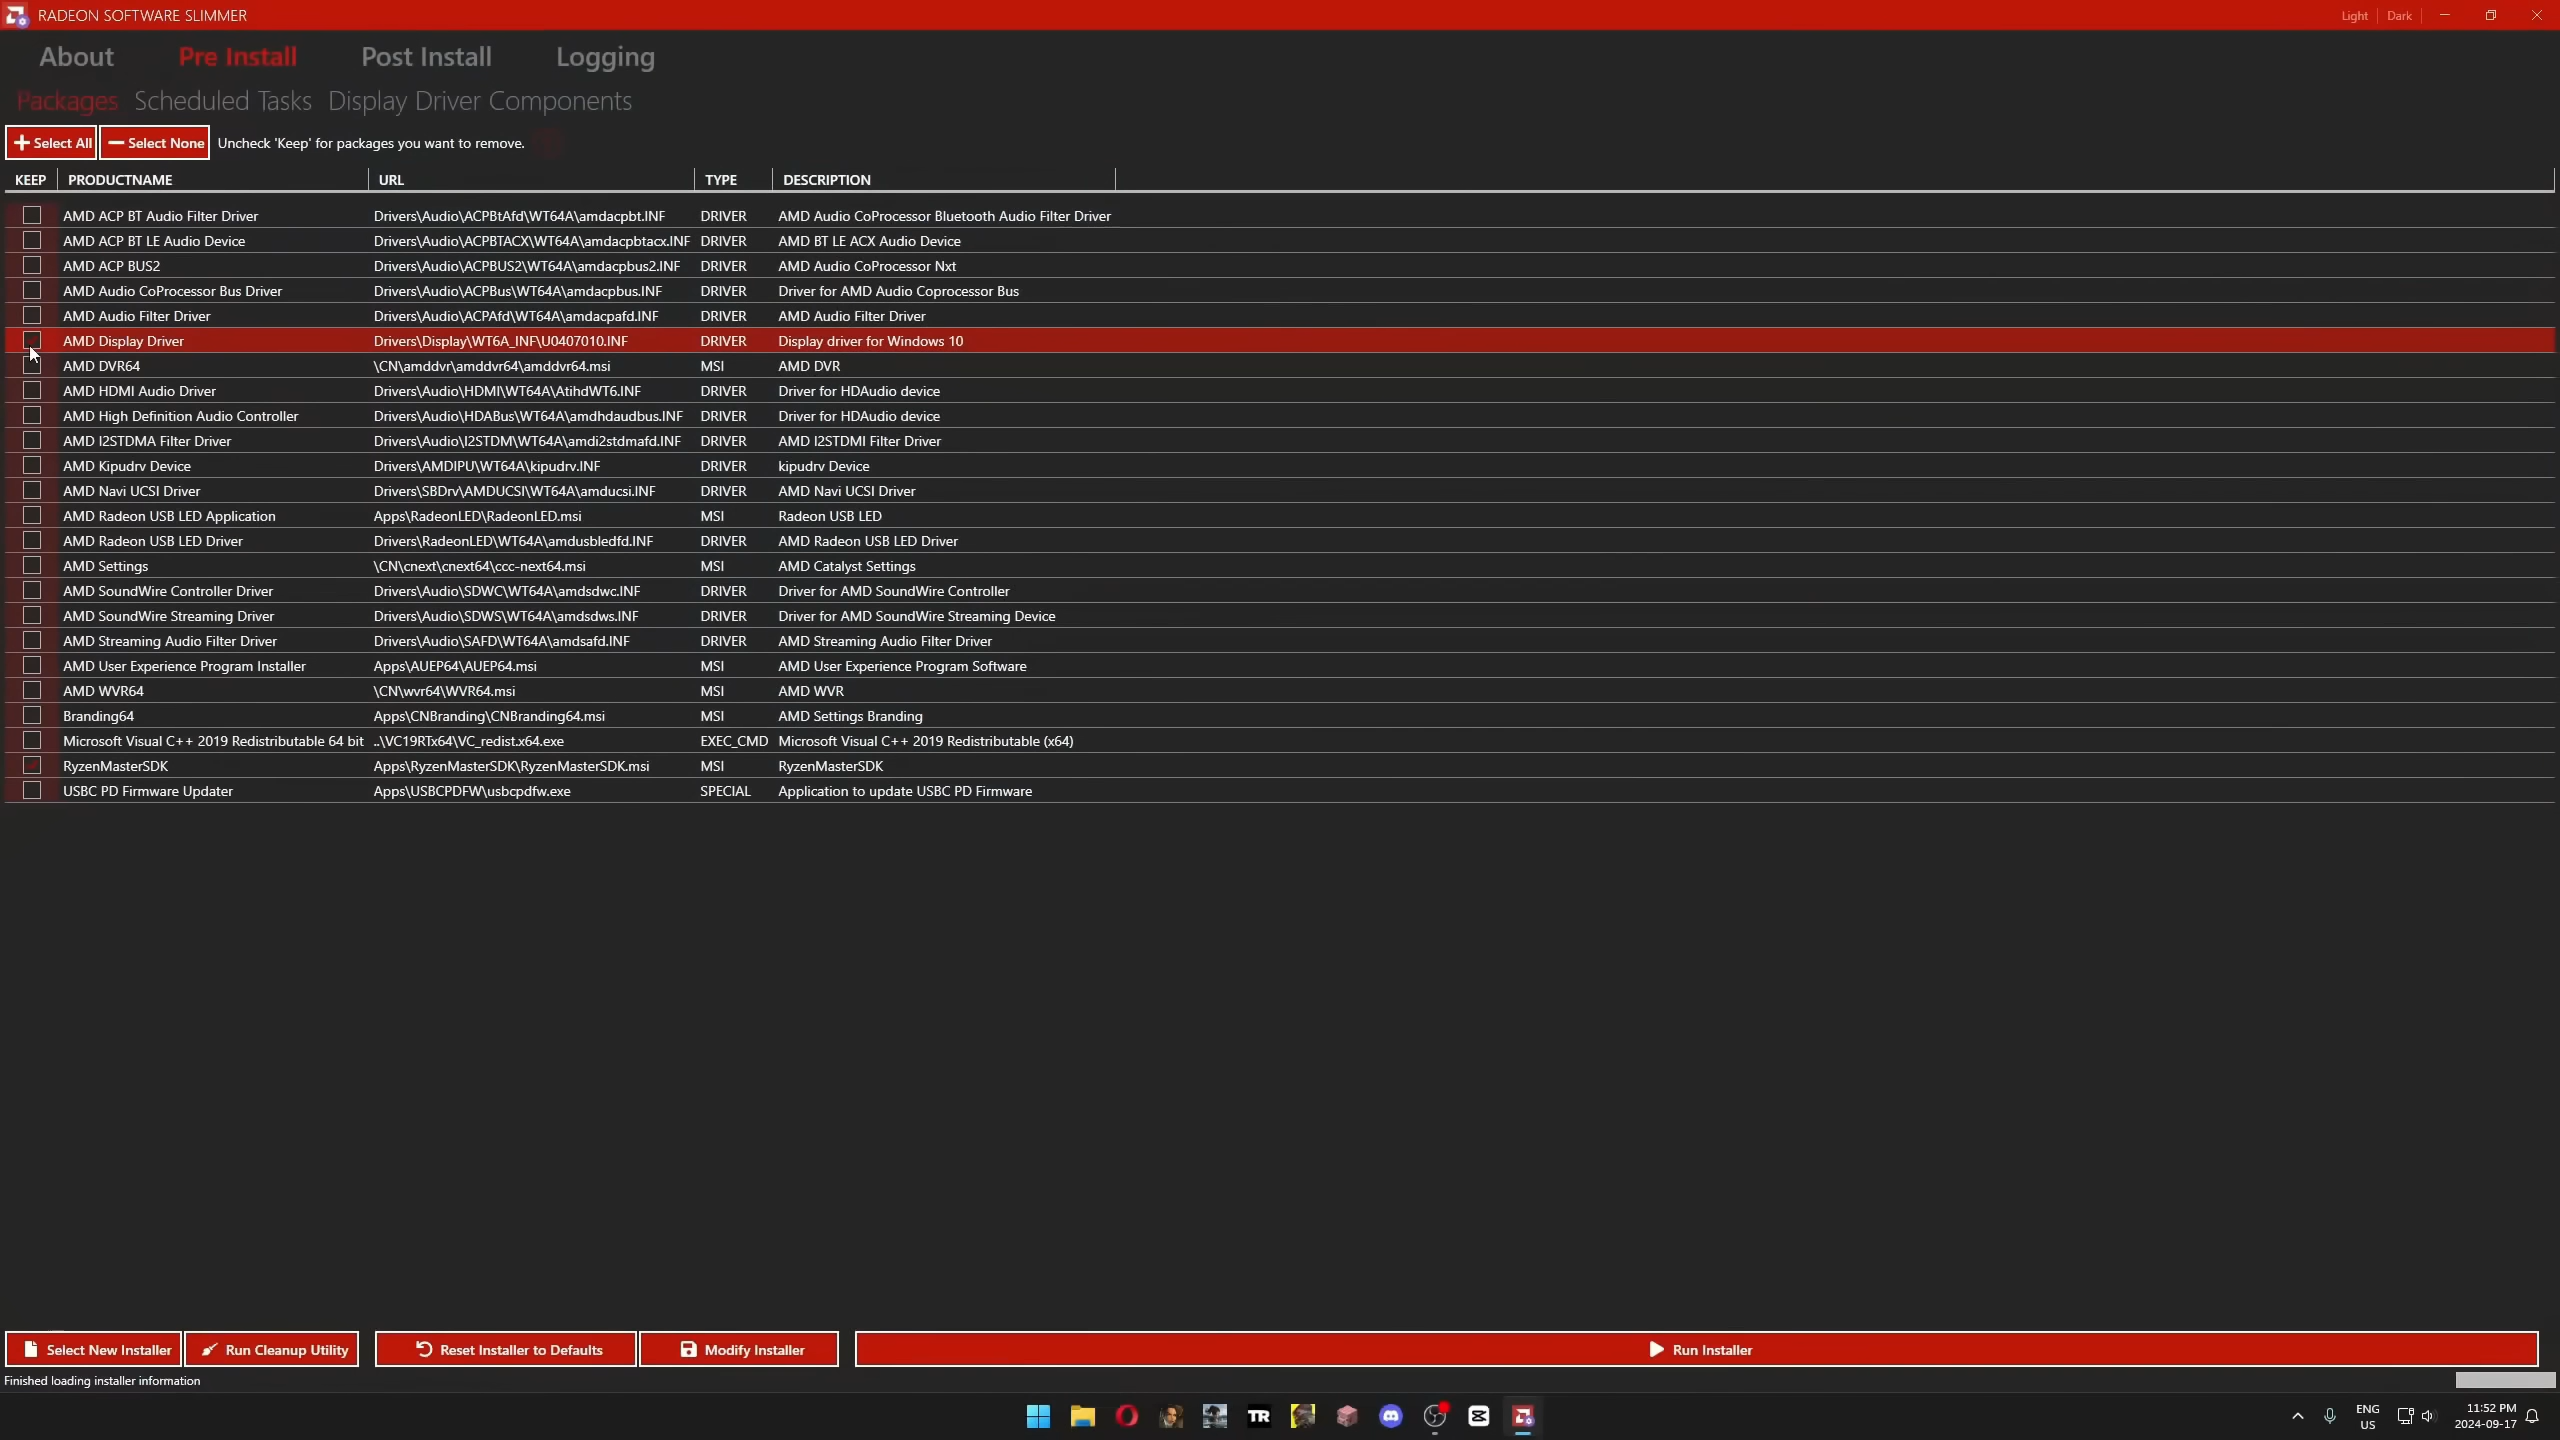 RADEON SOFTWARE SLIMMER
Light Dark
About Pre Install Post Install Logging
Packages Scheduled Tasks Display Driver Components
Select All Select None Uncheck 'Keep' for packages you want to remove.
KEEP PRODUCTNAME URL TYPE DESCRIPTION
AMD ACP BT Audio Filter Driver Drivers\Audio\ACPBtAfd\WT64A\amdacpbt.INF DRIVER AMD Audio CoProcessor Bluetooth Audio Filter Driver
AMD ACP BT LE Audio Device Drivers\Audio\ACPBTACX\WT64A\amdacpbtacx.INF DRIVER AMD BT LE ACX Audio Device
AMD ACP BUS2 Drivers\Audio\ACPBUS2\WT64A\amdacpbus2.INF DRIVER AMD Audio CoProcessor Nxt
AMD Audio CoProcessor Bus Driver Drivers\Audio\ACPBus\WT64A\amdacpbus.INF DRIVER Driver for AMD Audio Coprocessor Bus
AMD Audio Filter Driver Drivers\Audio\ACPAfd\WT64A\amdacpafd.INF DRIVER AMD Audio Filter Driver
AMD Display Driver Drivers\Display\WT6A_INF\U0407010.INF DRIVER Display driver for Windows 10
AMD DVR64 \CN\amddvr\amddvr64\amddvr64.msi MSI AMD DVR
AMD HDMI Audio Driver Drivers\Audio\HDMI\WT64A\AtihdWT6.INF DRIVER Driver for HDAudio device
AMD High Definition Audio Controller Drivers\Audio\HDABus\WT64A\amdhdaudbus.INF DRIVER Driver for HDAudio device
AMD I2STDMA Filter Driver Drivers\Audio\I2STDM\WT64A\amdi2stdmafd.INF DRIVER AMD I2STDMI Filter Driver
AMD Kipudrv Device Drivers\AMDIPU\WT64A\kipudrv.INF DRIVER kipudrv Device
AMD Navi UCSI Driver Drivers\SBDrv\AMDUCSI\WT64A\amducsi.INF DRIVER AMD Navi UCSI Driver
AMD Radeon USB LED Application Apps\RadeonLED\RadeonLED.msi MSI Radeon USB LED
AMD Radeon USB LED Driver Drivers\RadeonLED\WT64A\amdusbledfd.INF DRIVER AMD Radeon USB LED Driver
AMD Settings \CN\cnext\cnext64\ccc-next64.msi MSI AMD Catalyst Settings
AMD SoundWire Controller Driver Drivers\Audio\SDWC\WT64A\amdsdwc.INF DRIVER Driver for AMD SoundWire Controller
AMD SoundWire Streaming Driver Drivers\Audio\SDWS\WT64A\amdsdws.INF DRIVER Driver for AMD SoundWire Streaming Device
AMD Streaming Audio Filter Driver Drivers\Audio\SAFD\WT64A\amdsafd.INF DRIVER AMD Streaming Audio Filter Driver
AMD User Experience Program Installer Apps\AUEP64\AUEP64.msi MSI AMD User Experience Program Software
AMD WVR64 \CN\wvr64\WVR64.msi MSI AMD WVR
Branding64 Apps\CNBranding\CNBranding64.msi MSI AMD Settings Branding
Microsoft Visual C++ 2019 Redistributable 64 bit ..\VC19RTx64\VC_redist.x64.exe EXEC_CMD Microsoft Visual C++ 2019 Redistributable (x64)
RyzenMasterSDK Apps\RyzenMasterSDK\RyzenMasterSDK.msi MSI RyzenMasterSDK
USBC PD Firmware Updater Apps\USBCPDFW\usbcpdfw.exe SPECIAL Application to update USBC PD Firmware
Select New Installer Run Cleanup Utility Reset Installer to Defaults Modify Installer Run Installer
Finished loading installer information
TR
ENG
US
11:52 PM
2024-09-17